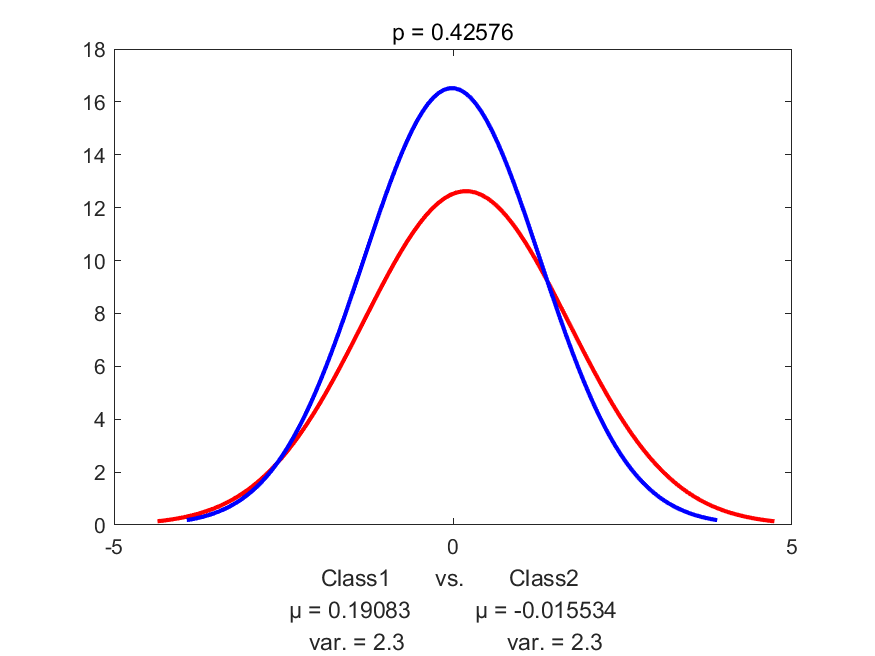 p = 0.42576
18
16
14
12
10
8
6
4
2
0
-5 0 5
Class1 vs. Class2
μ = 0.19083 μ = -0.015534
var. = 2.3 var. = 2.3